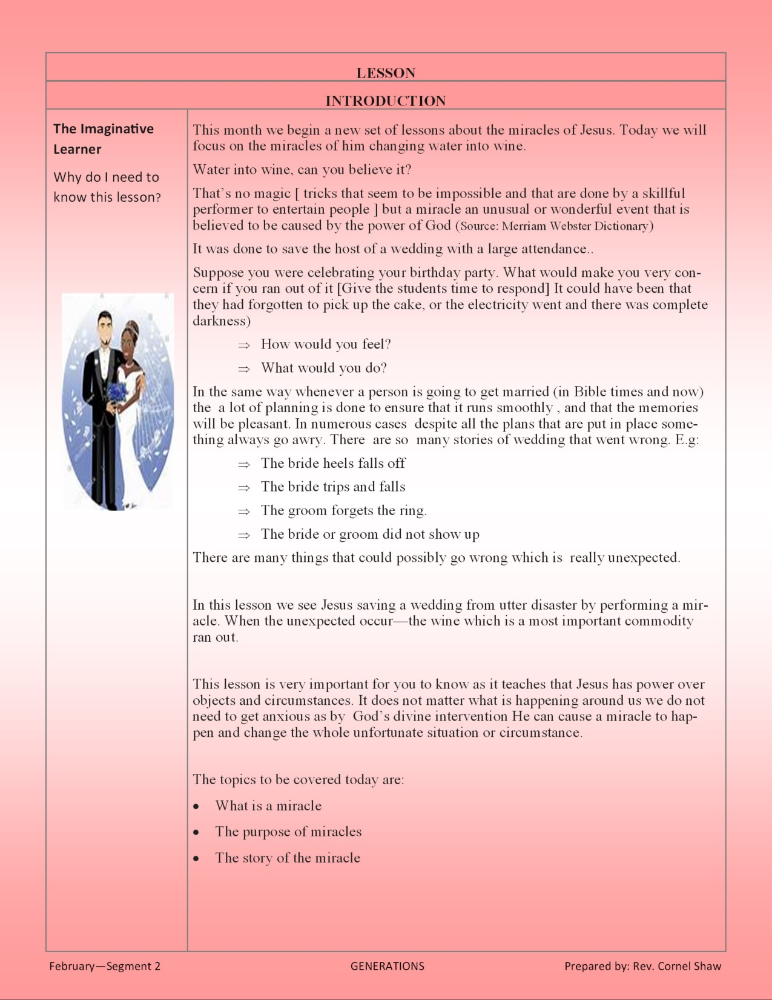 LESSON
INTRODUCTION
The Imaginative
Learner
Why do I need to
know this lesson?
This month we begin a new set of lessons about the miracles of Jesus. Today we will
focus on the miracles of him changing water into wine.
Water into wine, can you believe it?
That's no magic [ tricks that seem to be impossible and that are done by a skillful
performer to entertain people ] but a miracle an unusual or wonderful event that is
believed to be caused by the power of God (Source: Merriam Webster Dictionary)
It was done to save the host of a wedding with a large attendance..
Suppose you were celebrating your birthday party. What would make you very con-
cern if you ran out of it [Give the students time to respond] It could have been that
they had forgotten to pick up the cake, or the electricity went and there was complete
darkness)
⇒ How would you feel?
⇒ What would you do?
In the same way whenever a person is going to get married (in Bible times and now)
the  a lot of planning is done to ensure that it runs smoothly , and that the memories
will be pleasant. In numerous cases  despite all the plans that are put in place some-
thing always go awry. There  are so  many stories of wedding that went wrong. E.g:
⇒ The bride heels falls off
⇒ The bride trips and falls
⇒ The groom forgets the ring.
⇒ The bride or groom did not show up
There are many things that could possibly go wrong which is  really unexpected.
In this lesson we see Jesus saving a wedding from utter disaster by performing a mir-
acle. When the unexpected occur—the wine which is a most important commodity
ran out.
This lesson is very important for you to know as it teaches that Jesus has power over
objects and circumstances. It does not matter what is happening around us we do not
need to get anxious as by  God's divine intervention He can cause a miracle to hap-
pen and change the whole unfortunate situation or circumstance.
The topics to be covered today are:
• What is a miracle
• The purpose of miracles
• The story of the miracle
February—Segment 2 GENERATIONS Prepared by: Rev. Cornel Shaw